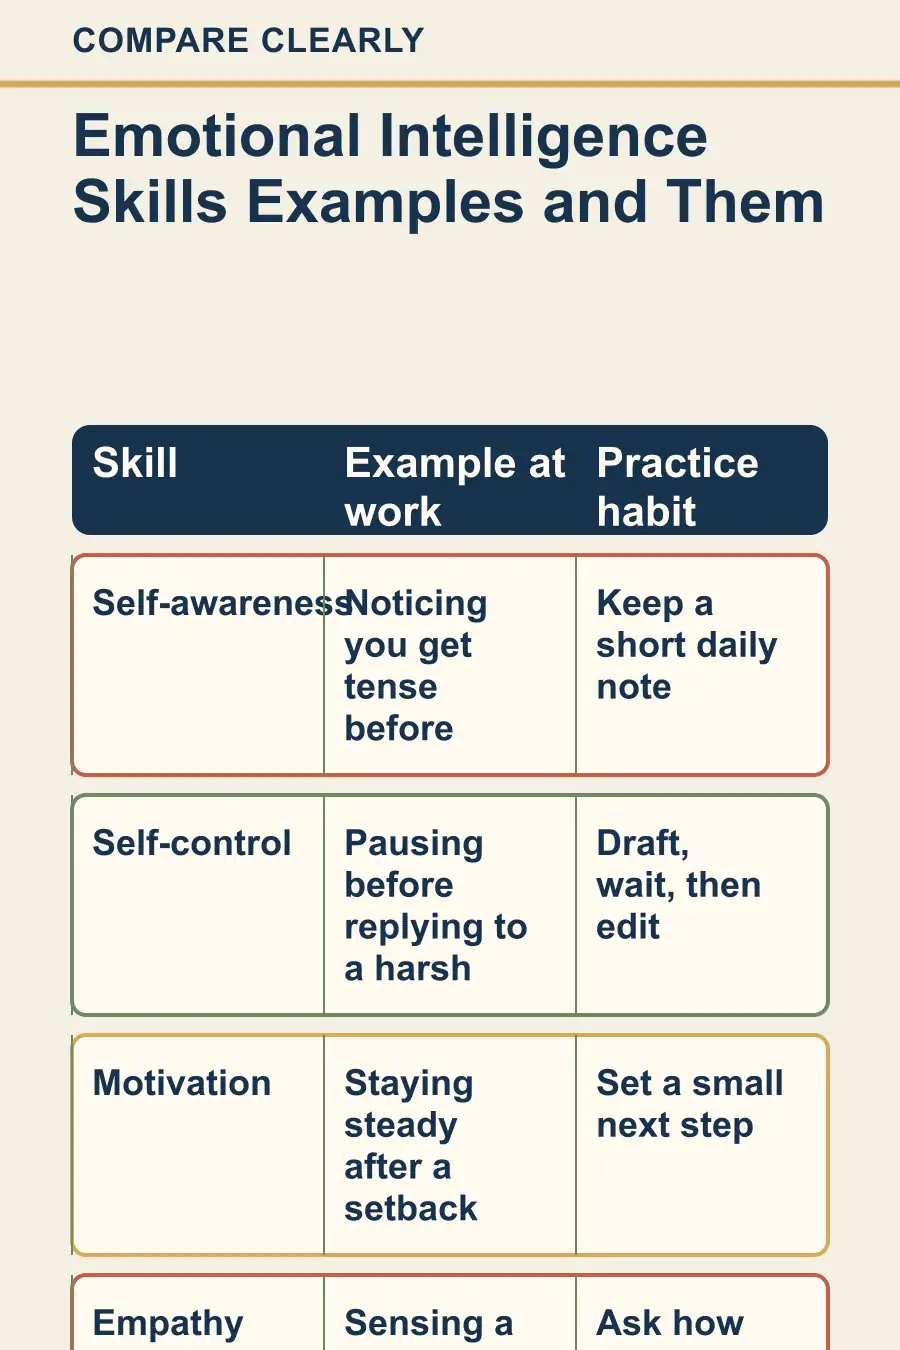 COMPARE CLEARLY
Emotional Intelligence
Skills Examples and Them
Skill
Example at
work
Practice
habit
Self-awareness
Noticing
you get
tense
before
Keep a
short daily
note
Self-control
Pausing
before
replying to
a harsh
Draft,
wait, then
edit
Motivation
Staying
steady
after a
setback
Set a small
next step
Empathy
Sensing a
Ask how